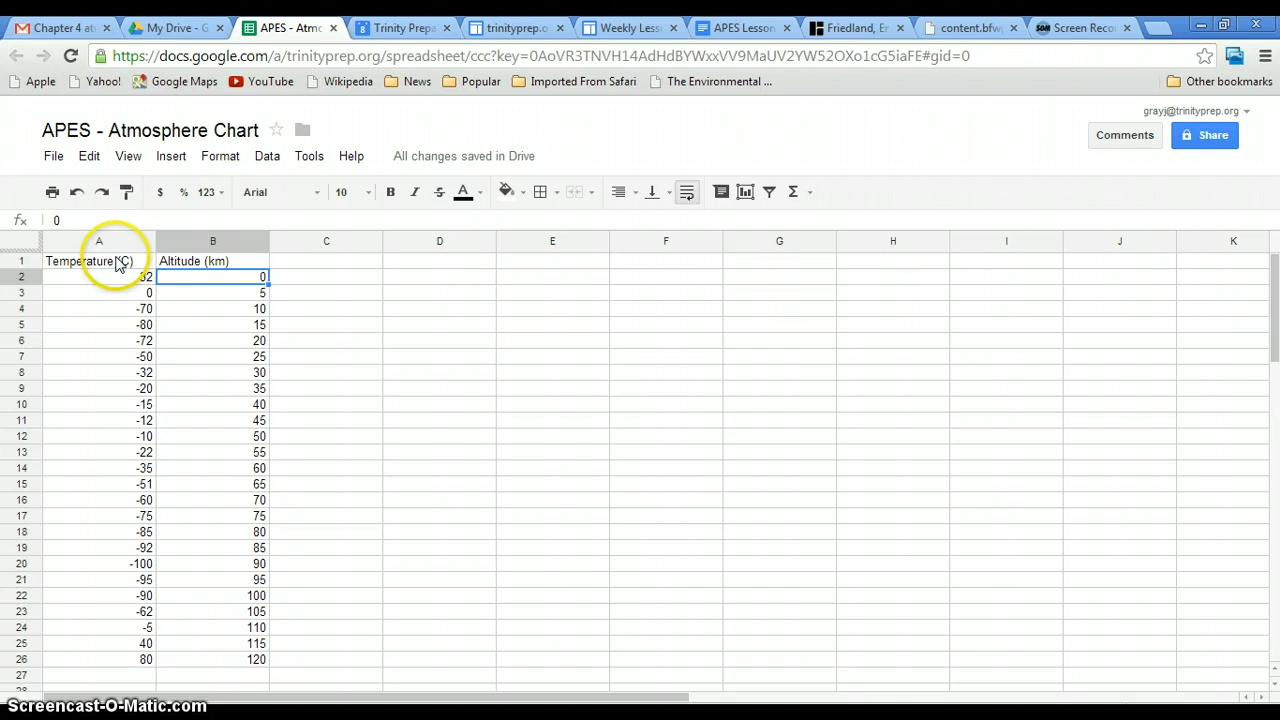 Chapter 4 at My Drive - G APES - Atmo Trinity Prepa trinityprep.o Weekly Less APES Lesson Friedland, Er content.bfw Screen Reco
https://docs.google.com/a/trinityprep.org/spreadsheet/ccc?key=0AoVR3TNVH14AdHdBYWxxVV9MaUV2YW52OXo1cG5iaFE#gid=0
Apple Yahoo! Google Maps YouTube Wikipedia News Popular Imported From Safari The Environmental Other bookmarks
grayj@trinityprep.org
APES - Atmosphere Chart
Comments Share
File Edit View Insert Format Data Tools Help All changes saved in Drive
$ % 123 Arial 10 B I S A Σ
fx 0
A B C D E F G H I J K
1 Temperature (C) Altitude (km)
2 0
3 0 5
4 -70 10
5 -80 15
6 -72 20
7 -50 25
8 -32 30
9 -20 35
10 -15 40
11 -12 45
12 -10 50
13 -22 55
14 -35 60
15 -51 65
16 -60 70
17 -75 75
18 -85 80
19 -92 85
20 -100 90
21 -95 95
22 -90 100
23 -62 105
24 -5 110
25 40 115
26 80 120
27
Screencast-O-Matic.com